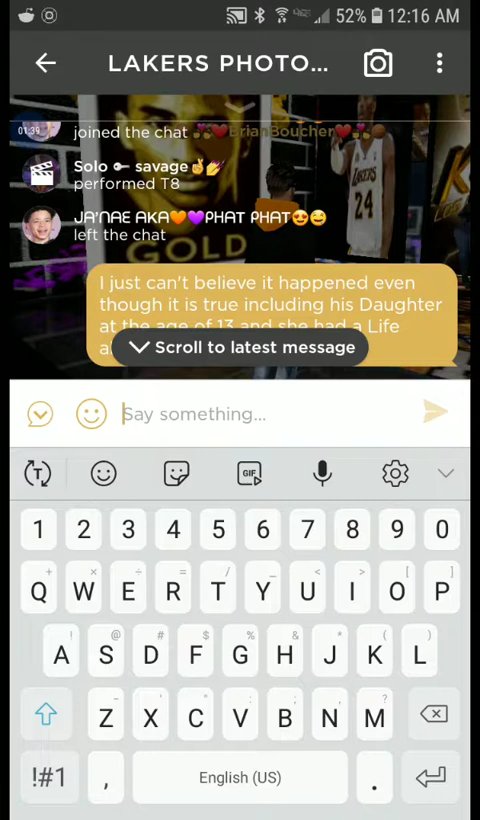 52% 12:16 AM
LAKERS PHOTO...
01:39
joined the chat BrianBoucher
Solo savage
performed T8
JA'NAE AKA🧡💜PHAT PHAT😍😄
left the chat
LAKERS
24
GOLD
I just can't believe it happened even
though it is true including his Daughter
at the age of 13 and she had a Life
Scroll to latest message
Say something...
T GIF
1 2 3 4 5 6 7 8 9 0
Q W E R T Y U I O P
A S D F G H J K L
Z X C V B N M
!#1 , English (US) .